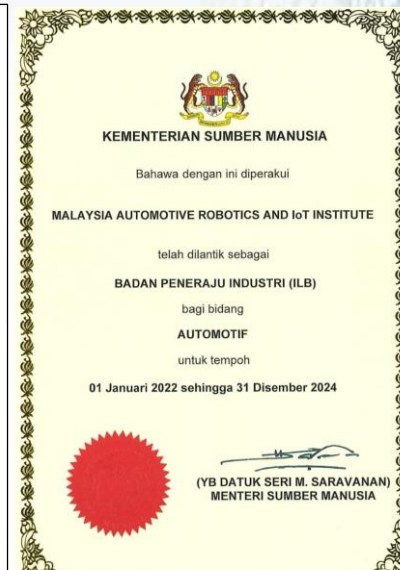 KEMENTERIAN SUMBER MANUSIA
Bahawa dengan ini diperakui
MALAYSIA AUTOMOTIVE ROBOTICS AND IoT INSTITUTE
telah dilantik sebagai
BADAN PENERAJU INDUSTRI (ILB)
bagi bidang
AUTOMOTIF
untuk tempoh
01 Januari 2022 sehingga 31 Disember 2024
(YB DATUK SERI M. SARAVANAN)
MENTERI SUMBER MANUSIA